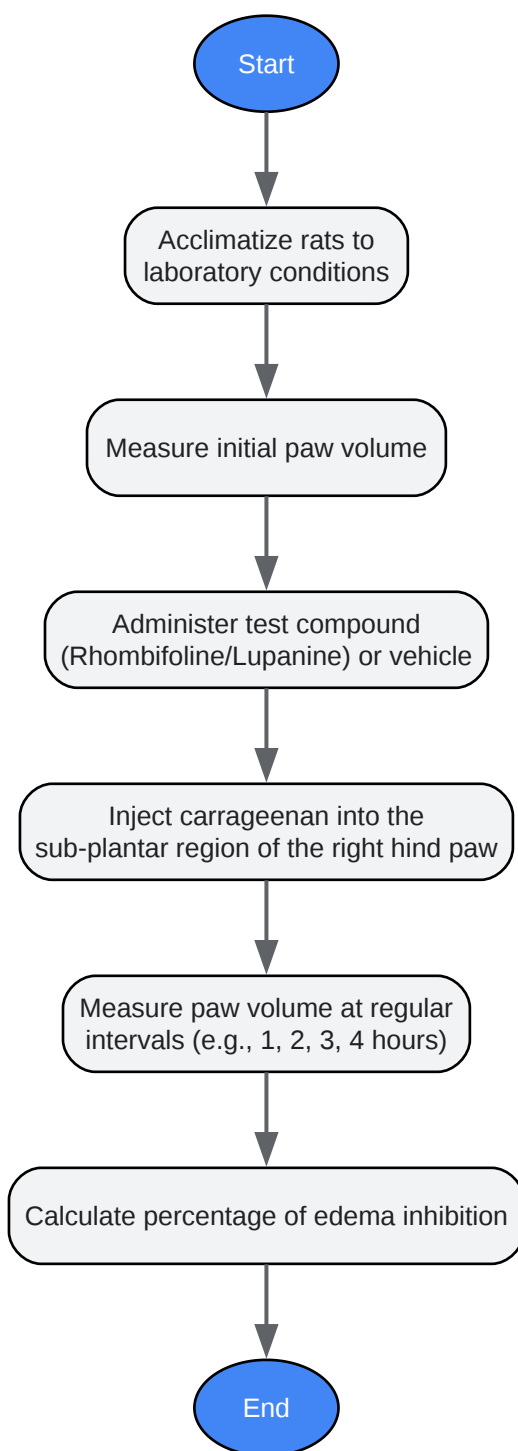 Start
Acclimatize rats to
laboratory conditions
Measure initial paw volume
Administer test compound
(Rhombifoline/Lupanine) or vehicle
Inject carrageenan into the
sub-plantar region of the right hind paw
Measure paw volume at regular
intervals (e.g., 1, 2, 3, 4 hours)
Calculate percentage of edema inhibition
End